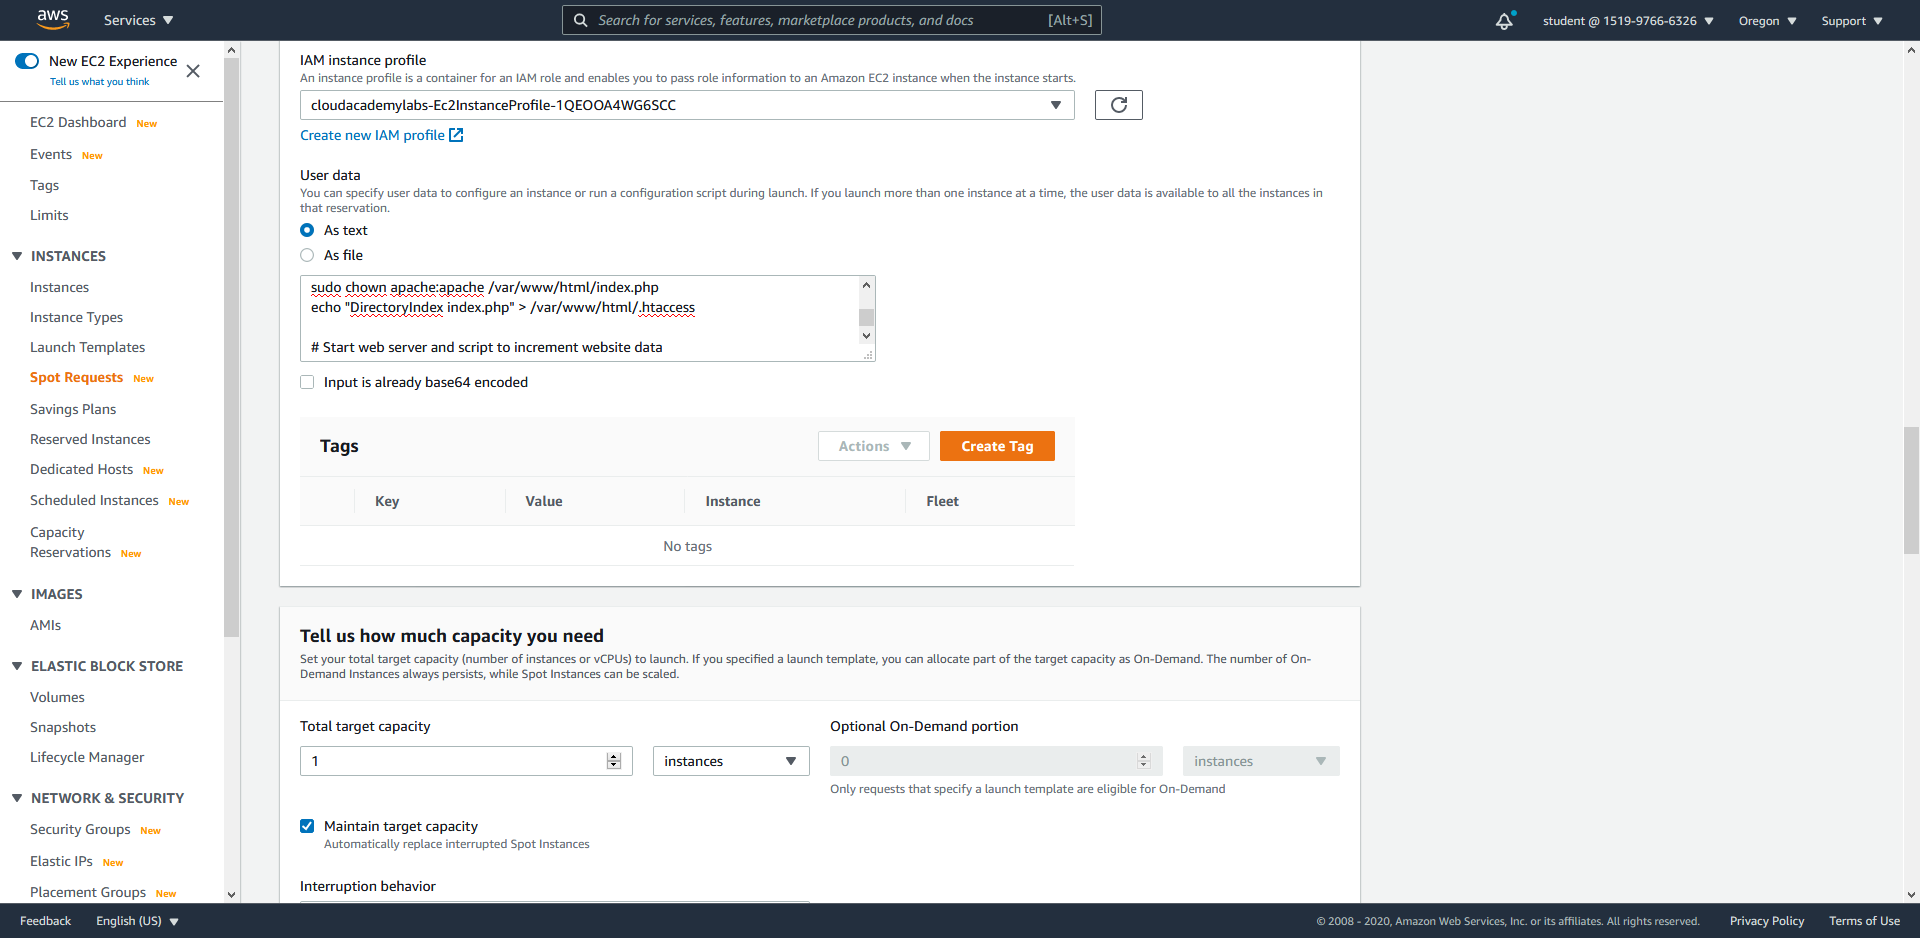 aws
Services
Search for services, features, marketplace products, and docs
[Alt+S]
student @ 1519-9766-6326
Oregon
Support
New EC2 Experience
Tell us what you think
EC2 Dashboard New
Events New
Tags
Limits
INSTANCES
Instances
Instance Types
Launch Templates
Spot Requests New
Savings Plans
Reserved Instances
Dedicated Hosts New
Scheduled Instances New
Capacity
Reservations New
IMAGES
AMIs
ELASTIC BLOCK STORE
Volumes
Snapshots
Lifecycle Manager
NETWORK & SECURITY
Security Groups New
Elastic IPs New
Placement Groups New
IAM instance profile
An instance profile is a container for an IAM role and enables you to pass role information to an Amazon EC2 instance when the instance starts.
cloudacademylabs-Ec2InstanceProfile-1QEOOA4WG6SCC
Create new IAM profile
User data
You can specify user data to configure an instance or run a configuration script during launch. If you launch more than one instance at a time, the user data is available to all the instances in
that reservation.
As text
As file
sudo chown apache:apache /var/www/html/index.php
echo "DirectoryIndex index.php" > /var/www/html/.htaccess
# Start web server and script to increment website data
Input is already base64 encoded
Tags
Actions
Create Tag
Key Value Instance Fleet
No tags
Tell us how much capacity you need
Set your total target capacity (number of instances or vCPUs) to launch. If you specified a launch template, you can allocate part of the target capacity as On-Demand. The number of On-
Demand Instances always persists, while Spot Instances can be scaled.
Total target capacity
Optional On-Demand portion
1
instances
0
instances
Only requests that specify a launch template are eligible for On-Demand
Maintain target capacity
Automatically replace interrupted Spot Instances
Interruption behavior
Feedback
English (US)
© 2008 - 2020, Amazon Web Services, Inc. or its affiliates. All rights reserved.
Privacy Policy
Terms of Use